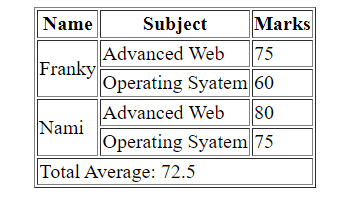 Name Subject Marks
Franky Advanced Web 75
Operating Syatem 60
Nami Advanced Web 80
Operating Syatem 75
Total Average: 72.5